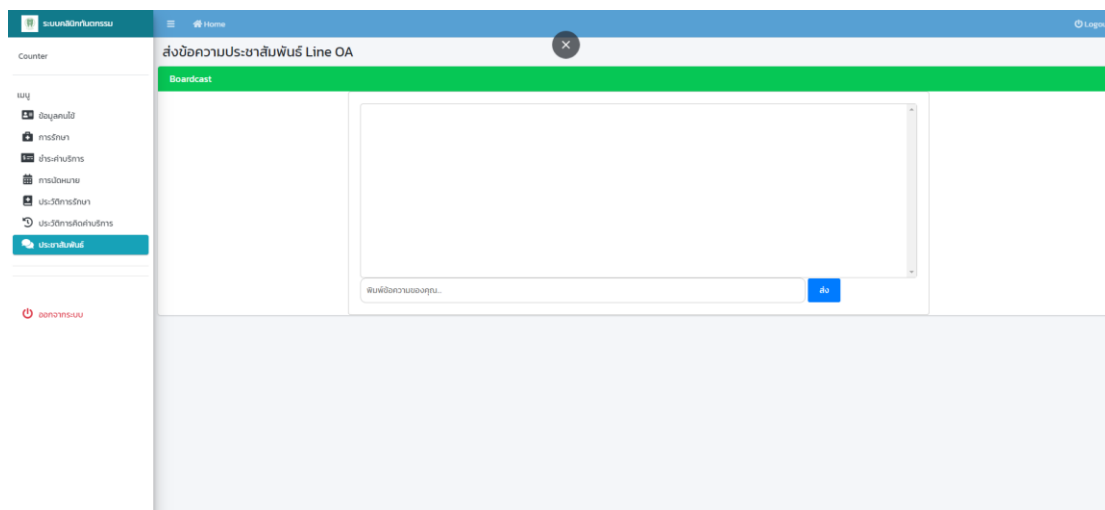 ระบบคลินิกทันตกรรม
Home
Logou
Counter
ส่งข้อความประชาสัมพันธ์ Line OA
Boardcast
เมนู
ข้อมูลคนไข้
การรักษา
ชำระค่าบริการ
การนัดหมาย
ประวัติการรักษา
ประวัติการคิดค่าบริการ
ประชาสัมพันธ์
พิมพ์ข้อความของคุณ...
ส่ง
ออกจากระบบ